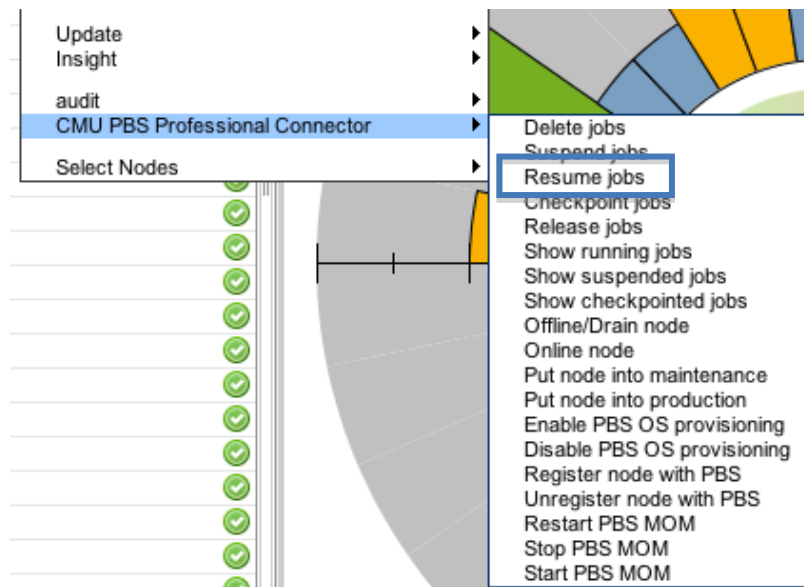 Update
Insight
audit
CMU PBS Professional Connector
Select Nodes
Delete jobs
Suspend jobs
Resume jobs
Checkpoint jobs
Release jobs
Show running jobs
Show suspended jobs
Show checkpointed jobs
Offline/Drain node
Online node
Put node into maintenance
Put node into production
Enable PBS OS provisioning
Disable PBS OS provisioning
Register node with PBS
Unregister node with PBS
Restart PBS MOM
Stop PBS MOM
Start PBS MOM